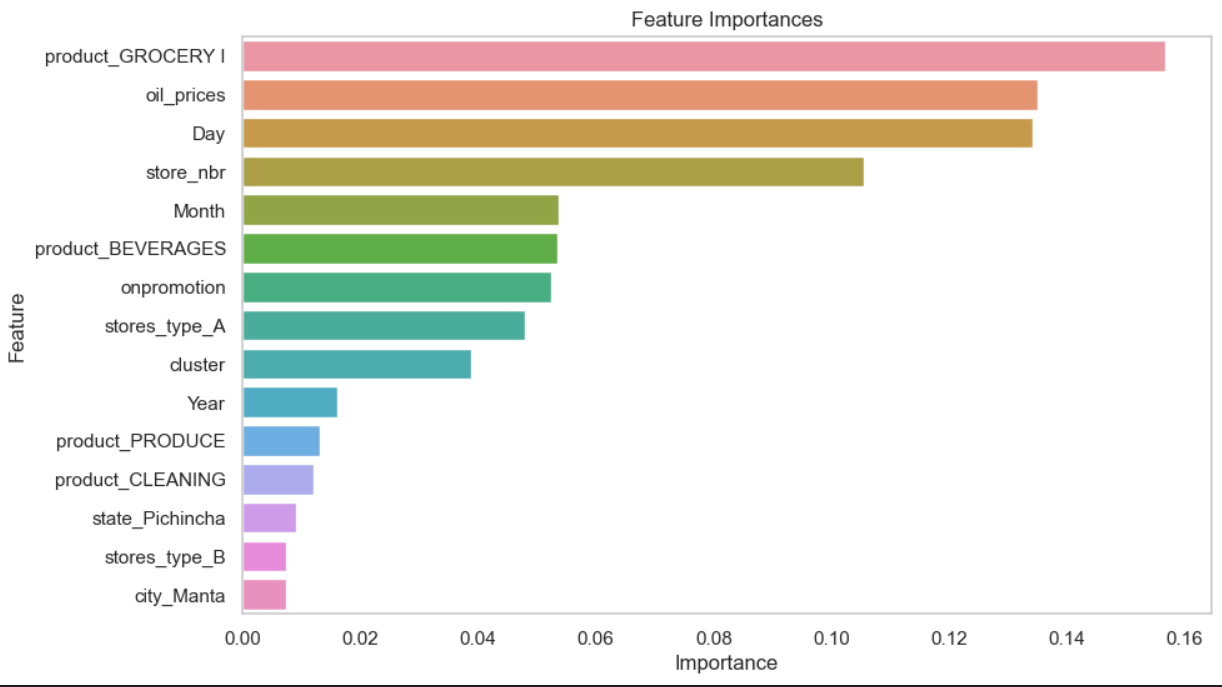 Feature Importances
product_GROCERY I
oil_prices
Day
store_nbr
Month
product_BEVERAGES
onpromotion
stores_type_A
cluster
Year
product_PRODUCE
product_CLEANING
state_Pichincha
stores_type_B
city_Manta
Feature
0.00 0.02 0.04 0.06 0.08 0.10 0.12 0.14 0.16
Importance